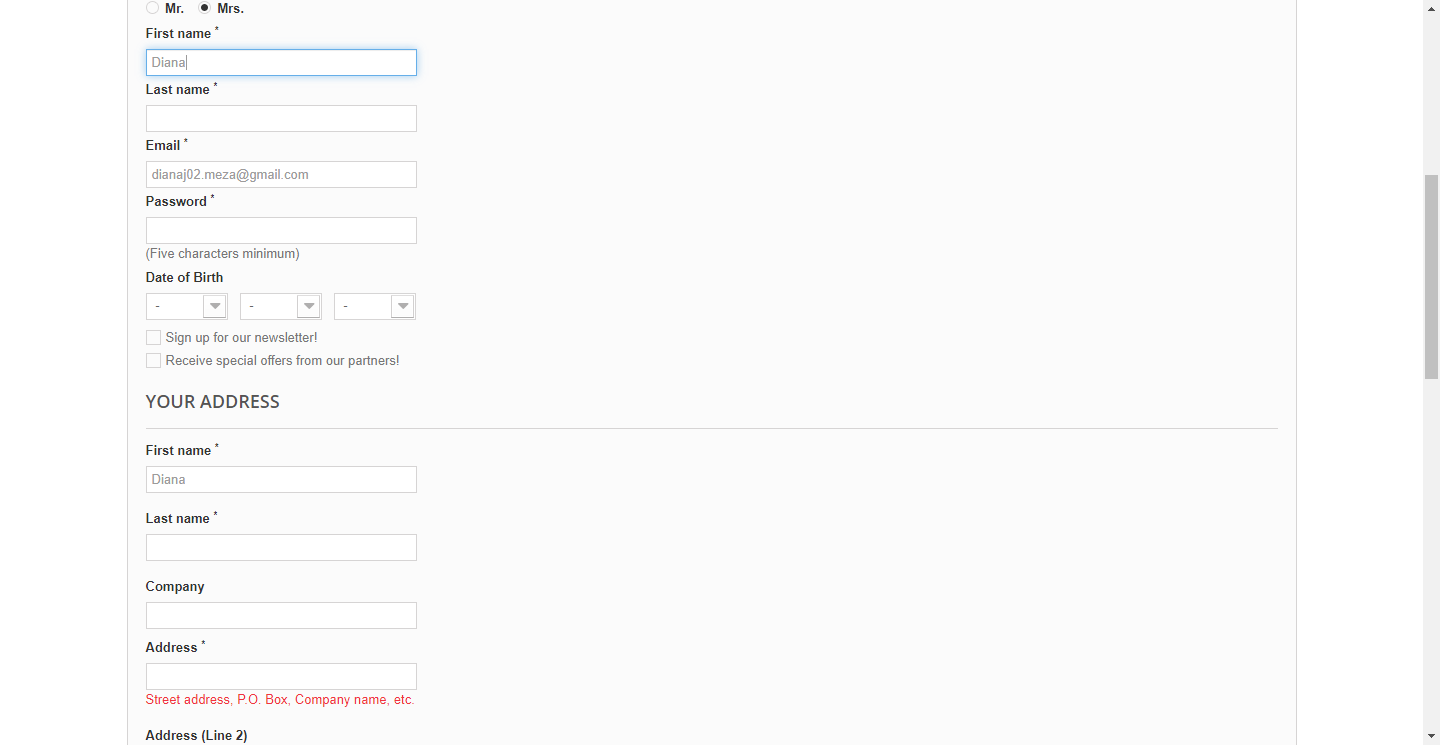 Mr. Mrs.
First name *
Diana
Last name *
Email *
dianaj02.meza@gmail.com
Password *
(Five characters minimum)
Date of Birth
- - -
Sign up for our newsletter!
Receive special offers from our partners!
YOUR ADDRESS
First name *
Diana
Last name *
Company
Address *
Street address, P.O. Box, Company name, etc.
Address (Line 2)